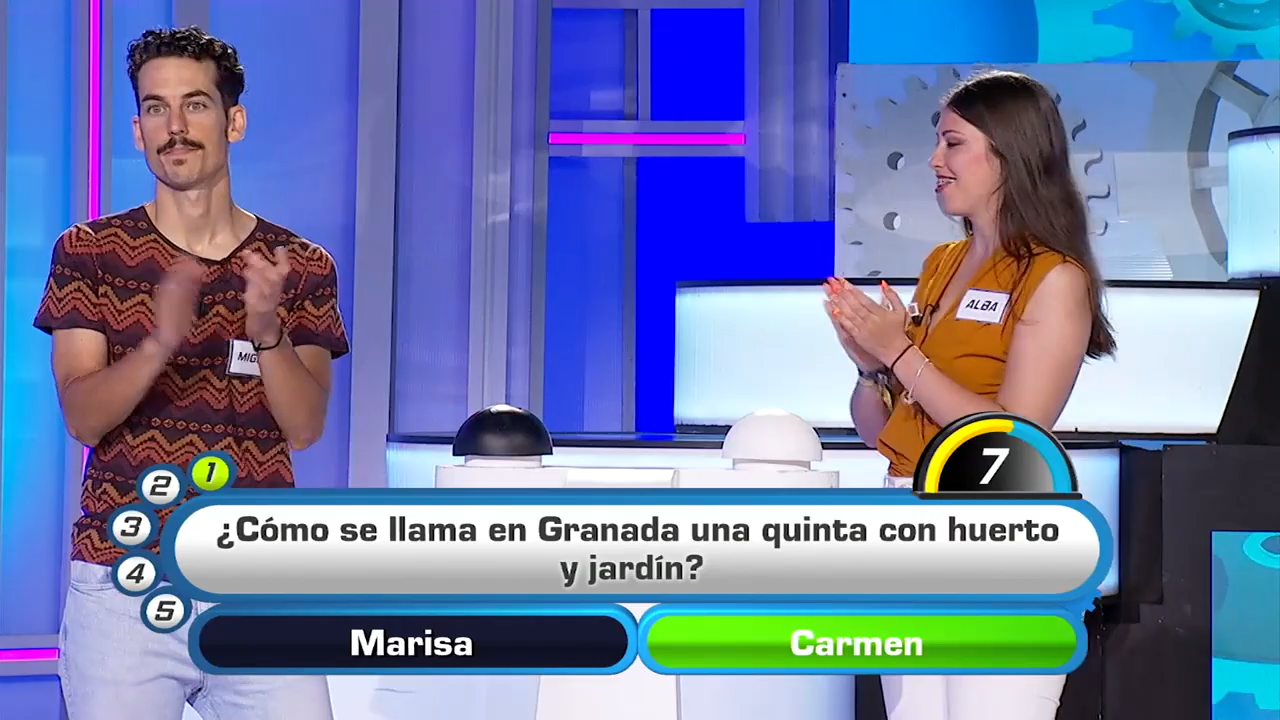 ALBA
MIG
7
1
2
3
4
5
¿Cómo se llama en Granada una quinta con huerto
y jardín?
Marisa
Carmen